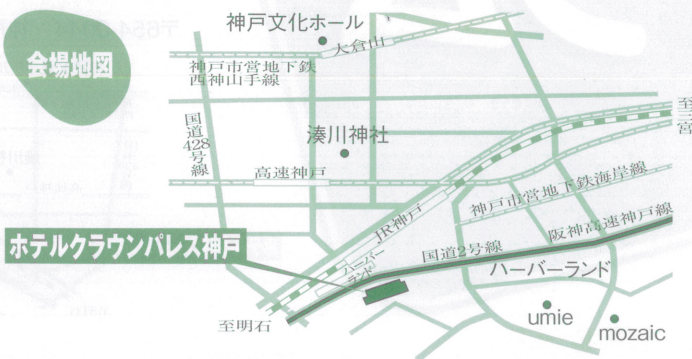 会場地図
神戸文化ホール
大倉山
神戸市営地下鉄
西神山手線
国道
428
号線
湊川神社
至三宮
高速神戸
神戸市営地下鉄海岸線
JR神戸
ハーバー
ランド
国道2号線
阪神高速神戸線
ホテルクラウンパレス神戸
ハーバーランド
至明石
umie
mozaic